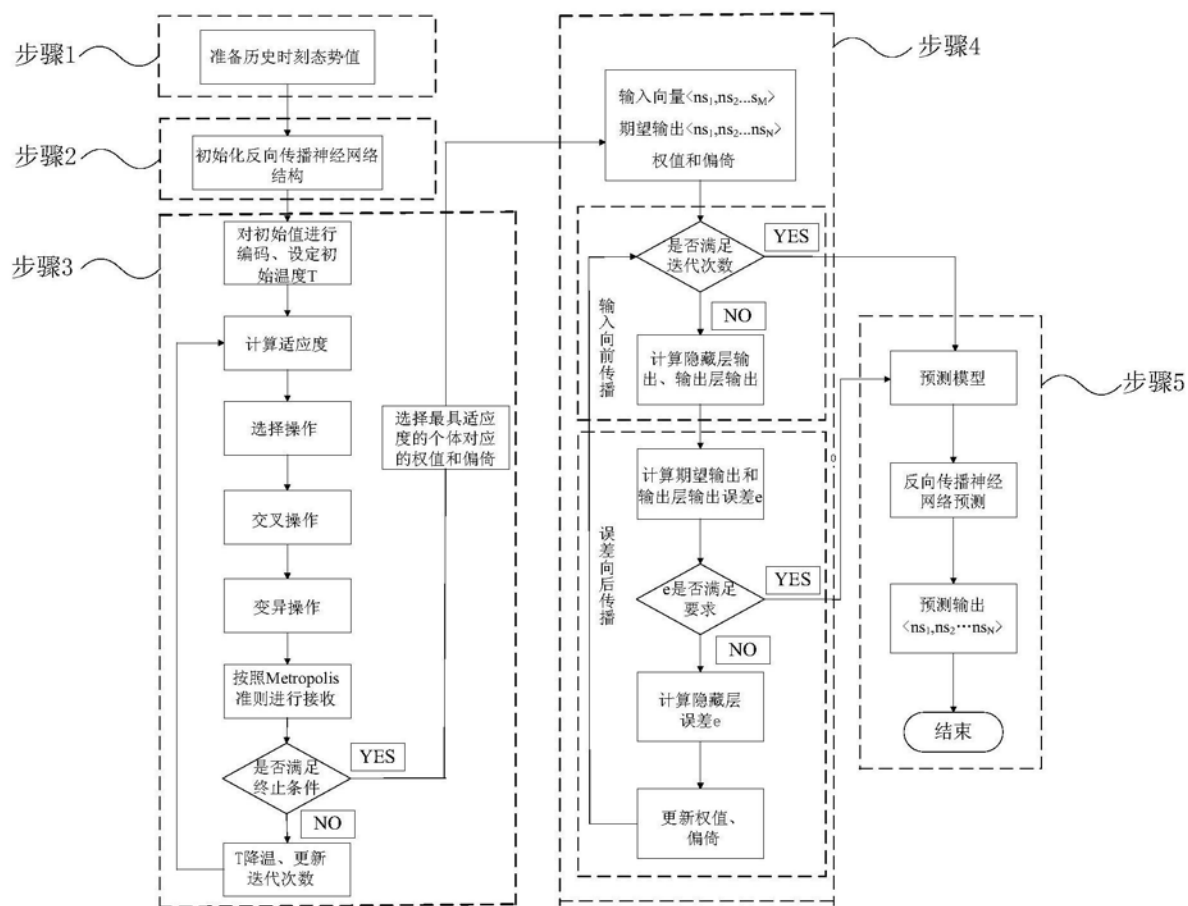 步骤1
准备历史时刻态势值
步骤2
初始化反向传播神经网络
结构
步骤3
对初始值进行
编码、设定初
始温度T
计算适应度
选择操作
交叉操作
变异操作
按照Metropolis
准则进行接收
是否满足
终止条件
YES
NO
T降温、更新
迭代次数
选择最具适应
度的个体对应
的权值和偏倚
步骤4
输入向量<ns₁,ns₂...s_M>
期望输出<ns₁,ns₂...ns_N>
权值和偏倚
是否满足
迭代次数
YES
NO
输入向前传播
计算隐藏层输
出、输出层输出
计算期望输出和
输出层输出误差e
误差向后传播
e是否满足
要求
YES
NO
计算隐藏层
误差e
更新权值、
偏倚
步骤5
预测模型
反向传播神经
网络预测
预测输出
<ns₁,ns₂…ns_N>
结束